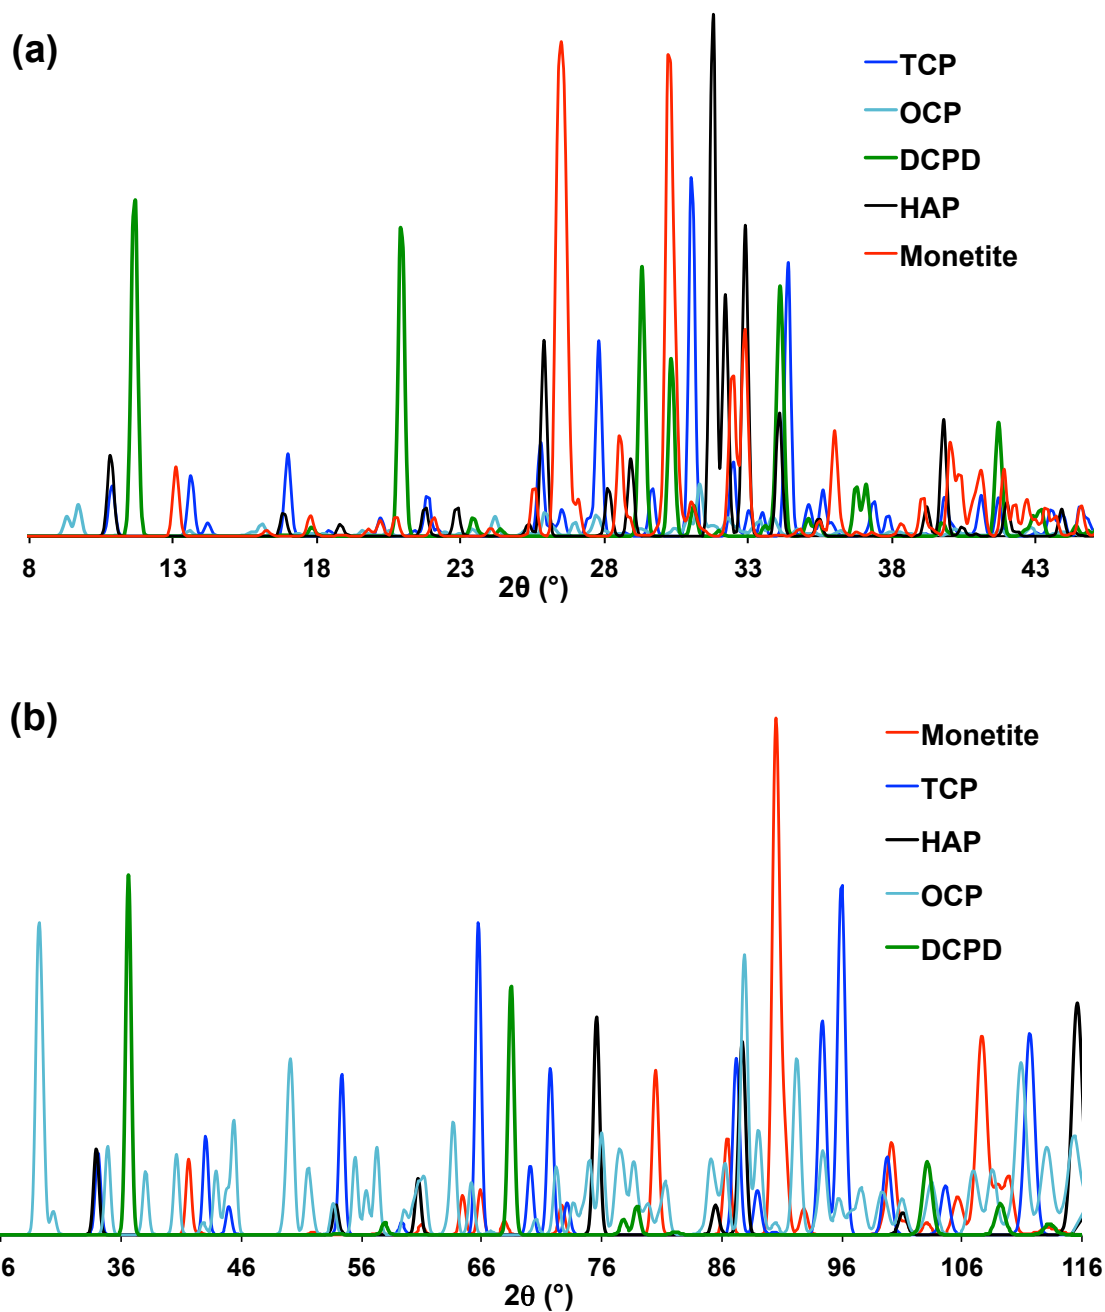 (a)
TCP
OCP
DCPD
HAP
Monetite
8 13 18 23 28 33 38 43
2θ (°)
(b)
Monetite
TCP
HAP
OCP
DCPD
6 36 46 56 66 76 86 96 106 116
2θ (°)